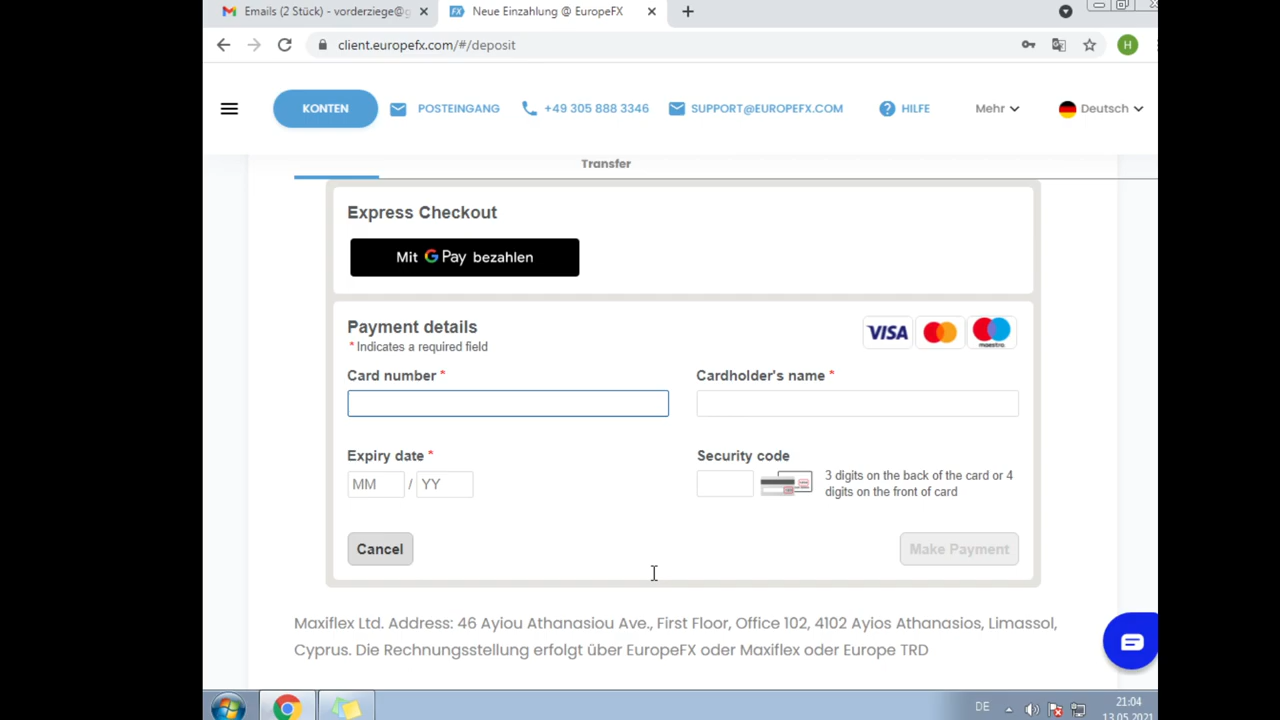 Emails (2 Stück) - vorderziege@g
Neue Einzahlung @ EuropeFX
client.europefx.com/#/deposit
H
KONTEN
POSTEINGANG
+49 305 888 3346
SUPPORT@EUROPEFX.COM
HILFE
Mehr
Deutsch
Transfer
Express Checkout
Mit G Pay bezahlen
Payment details
VISA
maestro
* Indicates a required field
Card number *
Cardholder's name *
Expiry date *
Security code
MM / YY
3 digits on the back of the card or 4
digits on the front of card
Cancel
Make Payment
Maxiflex Ltd. Address: 46 Ayiou Athanasiou Ave., First Floor, Office 102, 4102 Ayios Athanasios, Limassol,
Cyprus. Die Rechnungsstellung erfolgt über EuropeFX oder Maxiflex oder Europe TRD
DE
21:04
13.05.2021